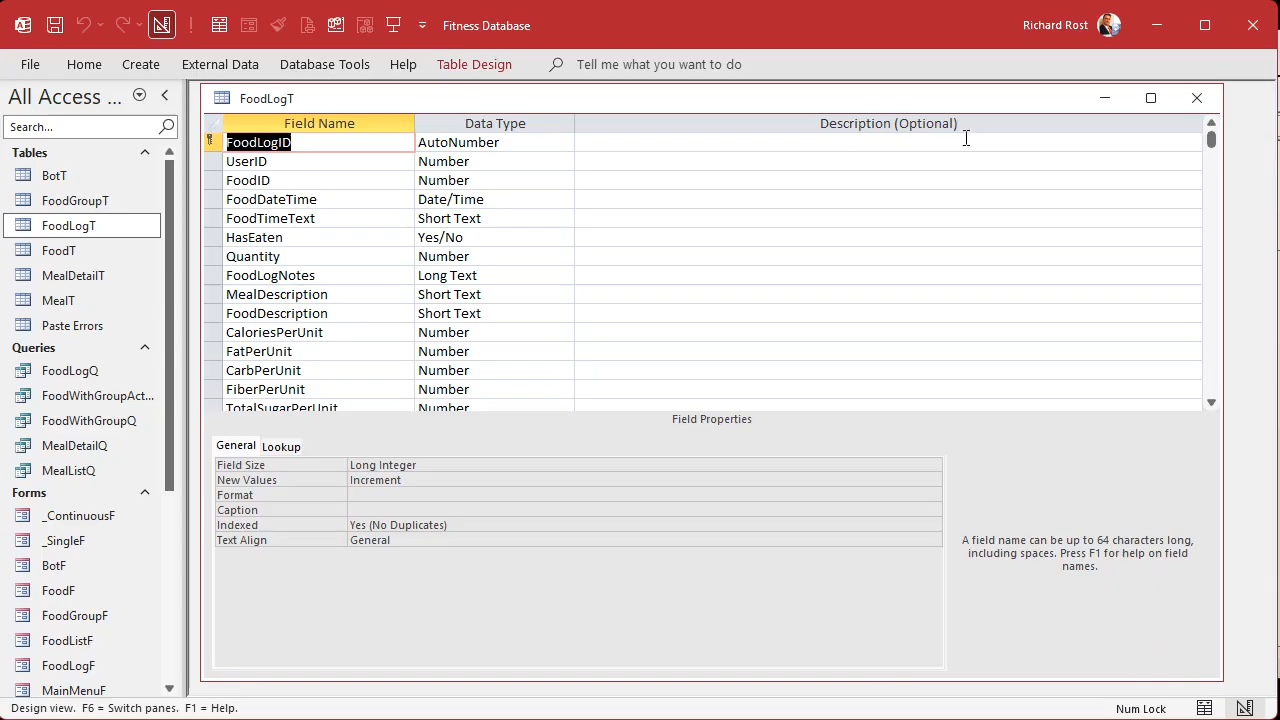 Fitness Database
Richard Rost
File Home Create External Data Database Tools Help Table Design Tell me what you want to do
All Access ...
Search...
Tables
BotT
FoodGroupT
FoodLogT
FoodT
MealDetailT
MealT
Paste Errors
Queries
FoodLogQ
FoodWithGroupAct...
FoodWithGroupQ
MealDetailQ
MealListQ
Forms
_ContinuousF
_SingleF
BotF
FoodF
FoodGroupF
FoodListF
FoodLogF
MainMenuF
FoodLogT
Field Name Data Type Description (Optional)
FoodLogID AutoNumber
UserID Number
FoodID Number
FoodDateTime Date/Time
FoodTimeText Short Text
HasEaten Yes/No
Quantity Number
FoodLogNotes Long Text
MealDescription Short Text
FoodDescription Short Text
CaloriesPerUnit Number
FatPerUnit Number
CarbPerUnit Number
FiberPerUnit Number
TotalSugarPerUnit Number
Field Properties
General Lookup
Field Size Long Integer
New Values Increment
Format
Caption
Indexed Yes (No Duplicates)
Text Align General
A field name can be up to 64 characters long,
including spaces. Press F1 for help on field
names.
Design view. F6 = Switch panes. F1 = Help.
Num Lock